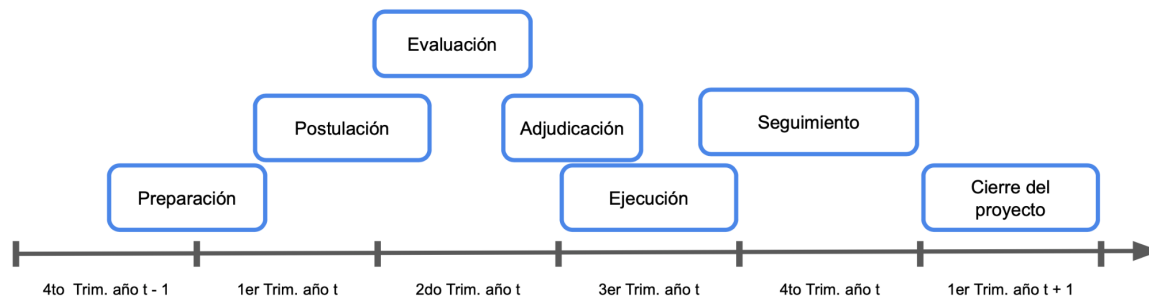 Evaluación
Postulación
Adjudicación
Seguimiento
Preparación
Ejecución
Cierre del
proyecto
4to Trim. año t - 1
1er Trim. año t
2do Trim. año t
3er Trim. año t
4to Trim. año t
1er Trim. año t + 1